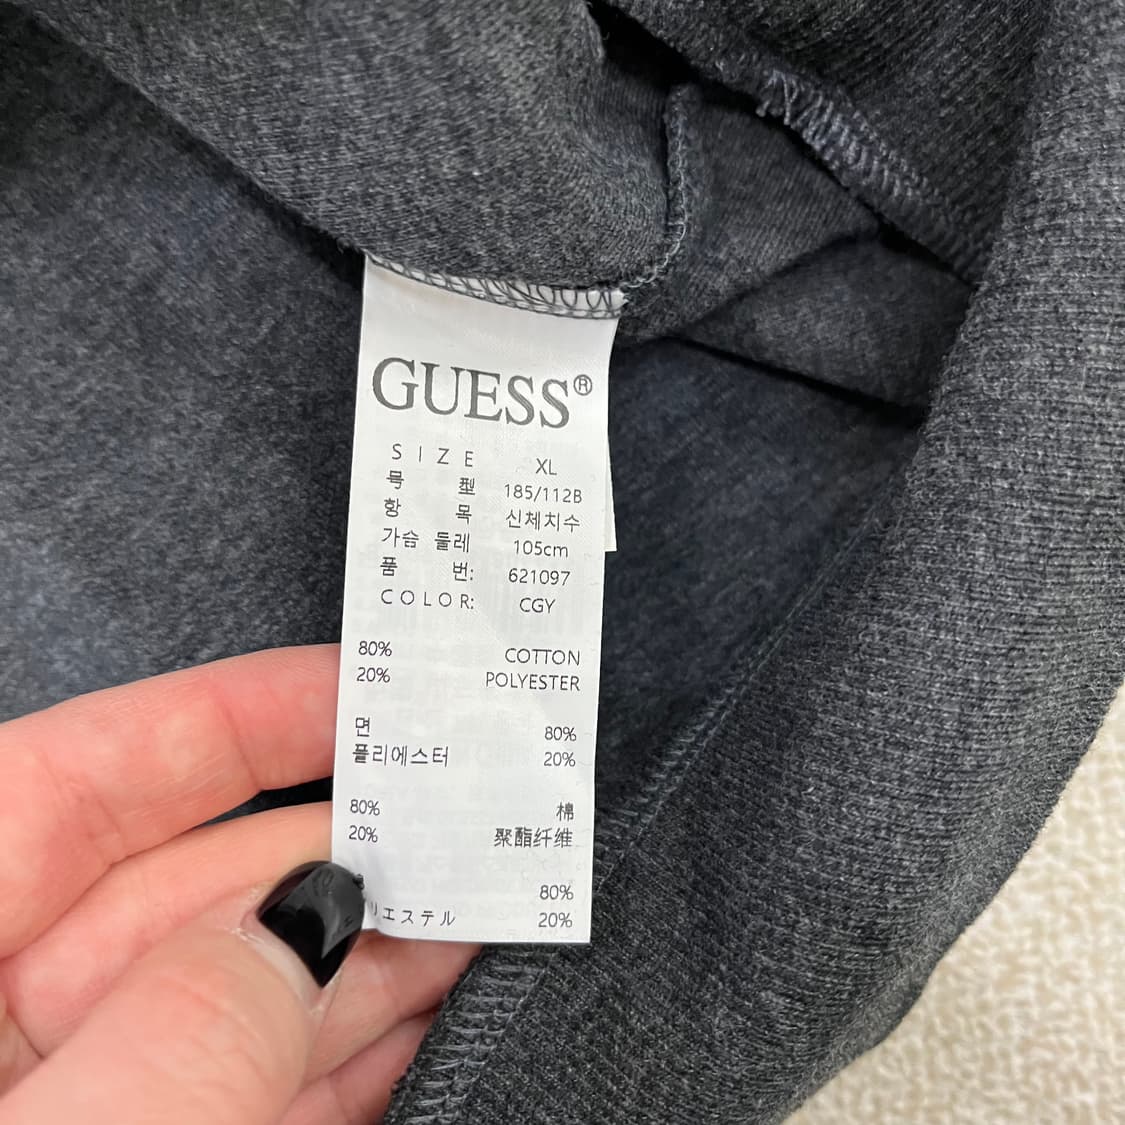 GUESS®
SIZE XL
号 型 185/112B
항 목 신체치수
가슴 둘레 105cm
품 번: 621097
COLOR: CGY
80% COTTON
20% POLYESTER
면 80%
폴리에스터 20%
80% 棉
20% 聚酯纤维
80%
リエステル 20%